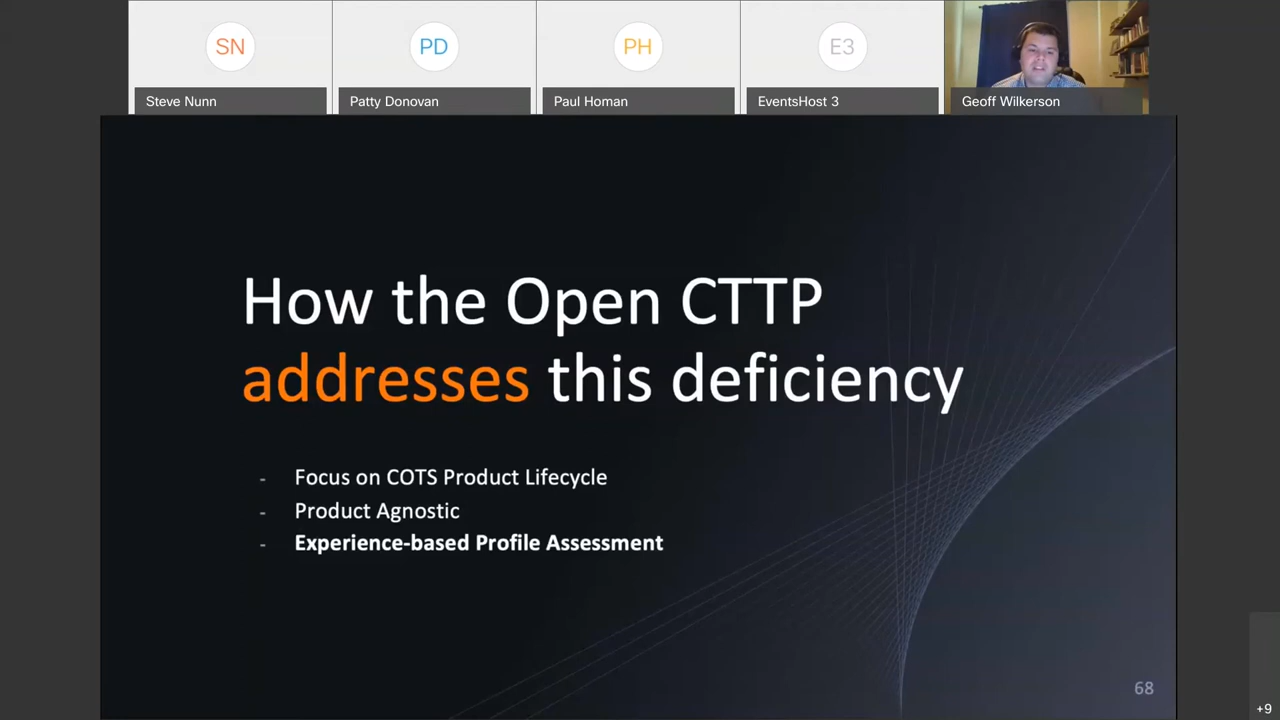 SN
PD
PH
E3
Steve Nunn
Patty Donovan
Paul Homan
EventsHost 3
Geoff Wilkerson
How the Open CTTP
addresses this deficiency
- Focus on COTS Product Lifecycle
- Product Agnostic
- Experience-based Profile Assessment
68
+9